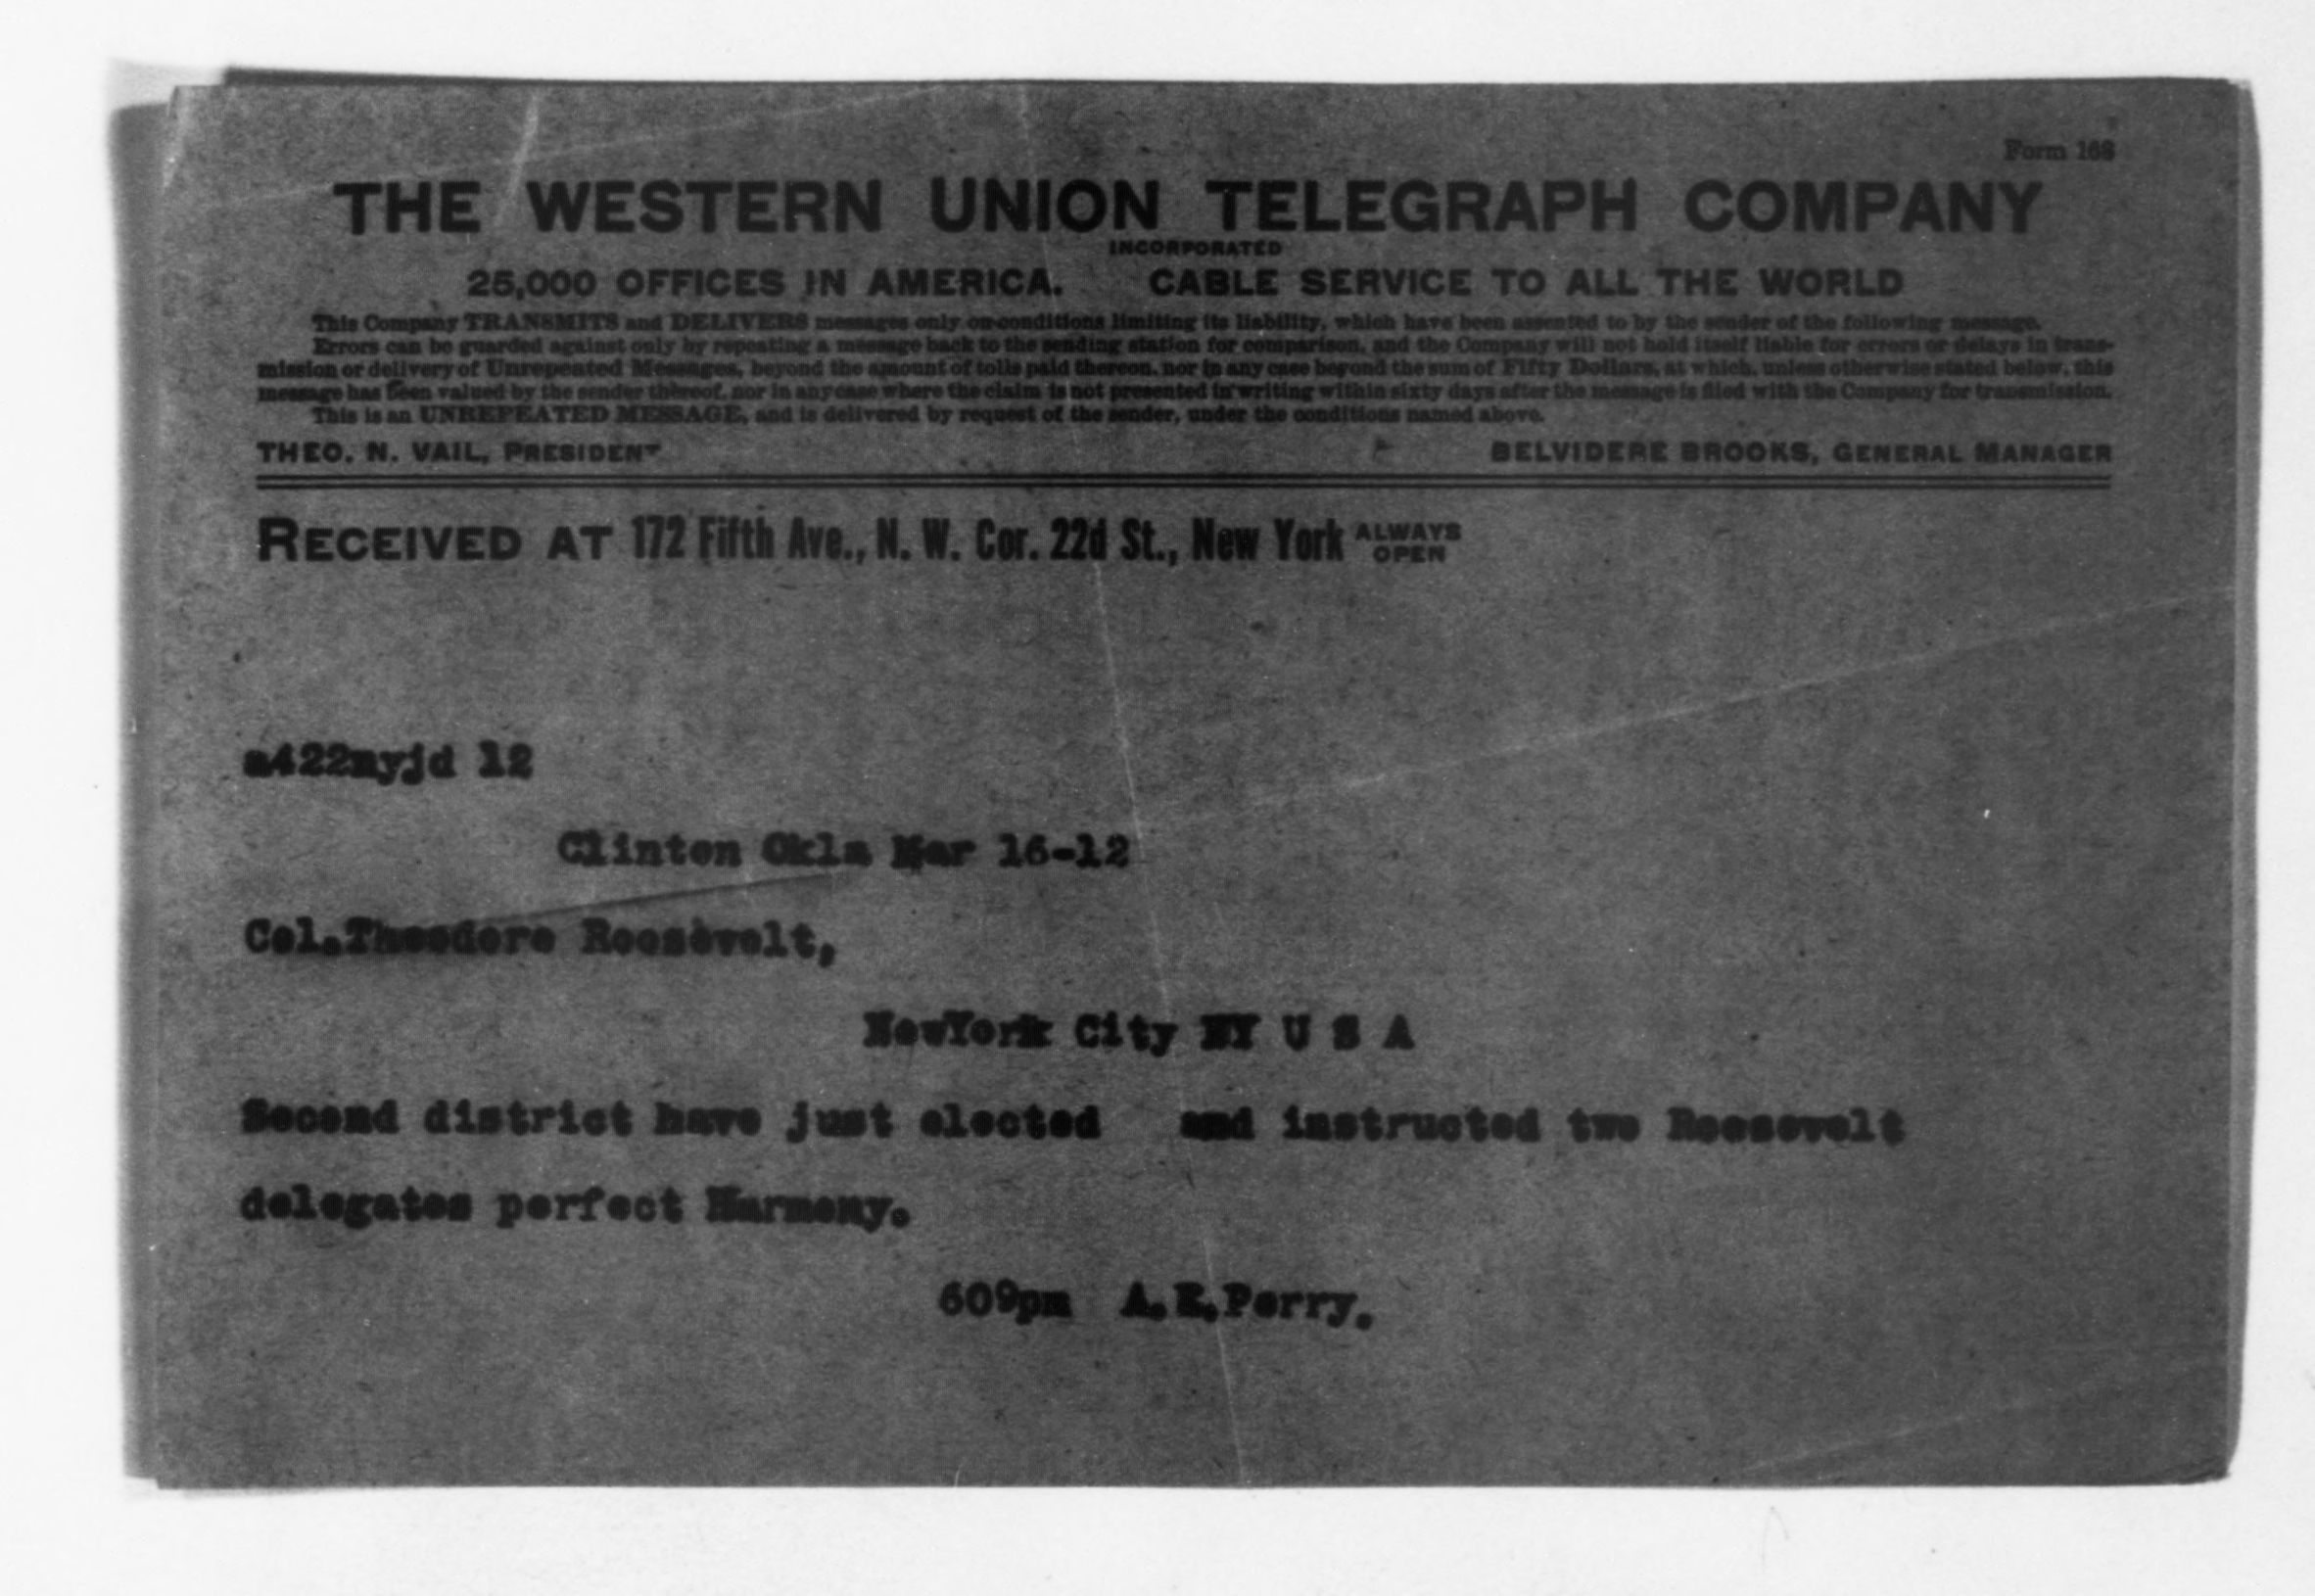 Form 168
THE WESTERN UNION TELEGRAPH COMPANY
INCORPORATED
25,000 OFFICES IN AMERICA. CABLE SERVICE TO ALL THE WORLD
This Company TRANSMITS and DELIVERS messages only on conditions limiting its liability, which have been assented to by the sender of the following message.
Errors can be guarded against only by repeating a message back to the sending station for comparison, and the Company will not hold itself liable for errors or delays in trans-
mission or delivery of Unrepeated Messages, beyond the amount of tolls paid thereon, nor in any case beyond the sum of Fifty Dollars, at which, unless otherwise stated below, this
message has been valued by the sender thereof, nor in any case where the claim is not presented in writing within sixty days after the message is filed with the Company for transmission.
This is an UNREPEATED MESSAGE, and is delivered by request of the sender, under the conditions named above.
THEO. N. VAIL, PRESIDENT BELVIDERE BROOKS, GENERAL MANAGER
RECEIVED AT 172 Fifth Ave., N. W. Cor. 22d St., New York ALWAYS OPEN
a422nyjd 12
Clinton Okla Mar 16-12
Col.Theodore Roosevelt,
NewYork City NY U S A
Second district have just elected and instructed two Roosevelt
delegates perfect Harmony.
609pm A.E.Perry.